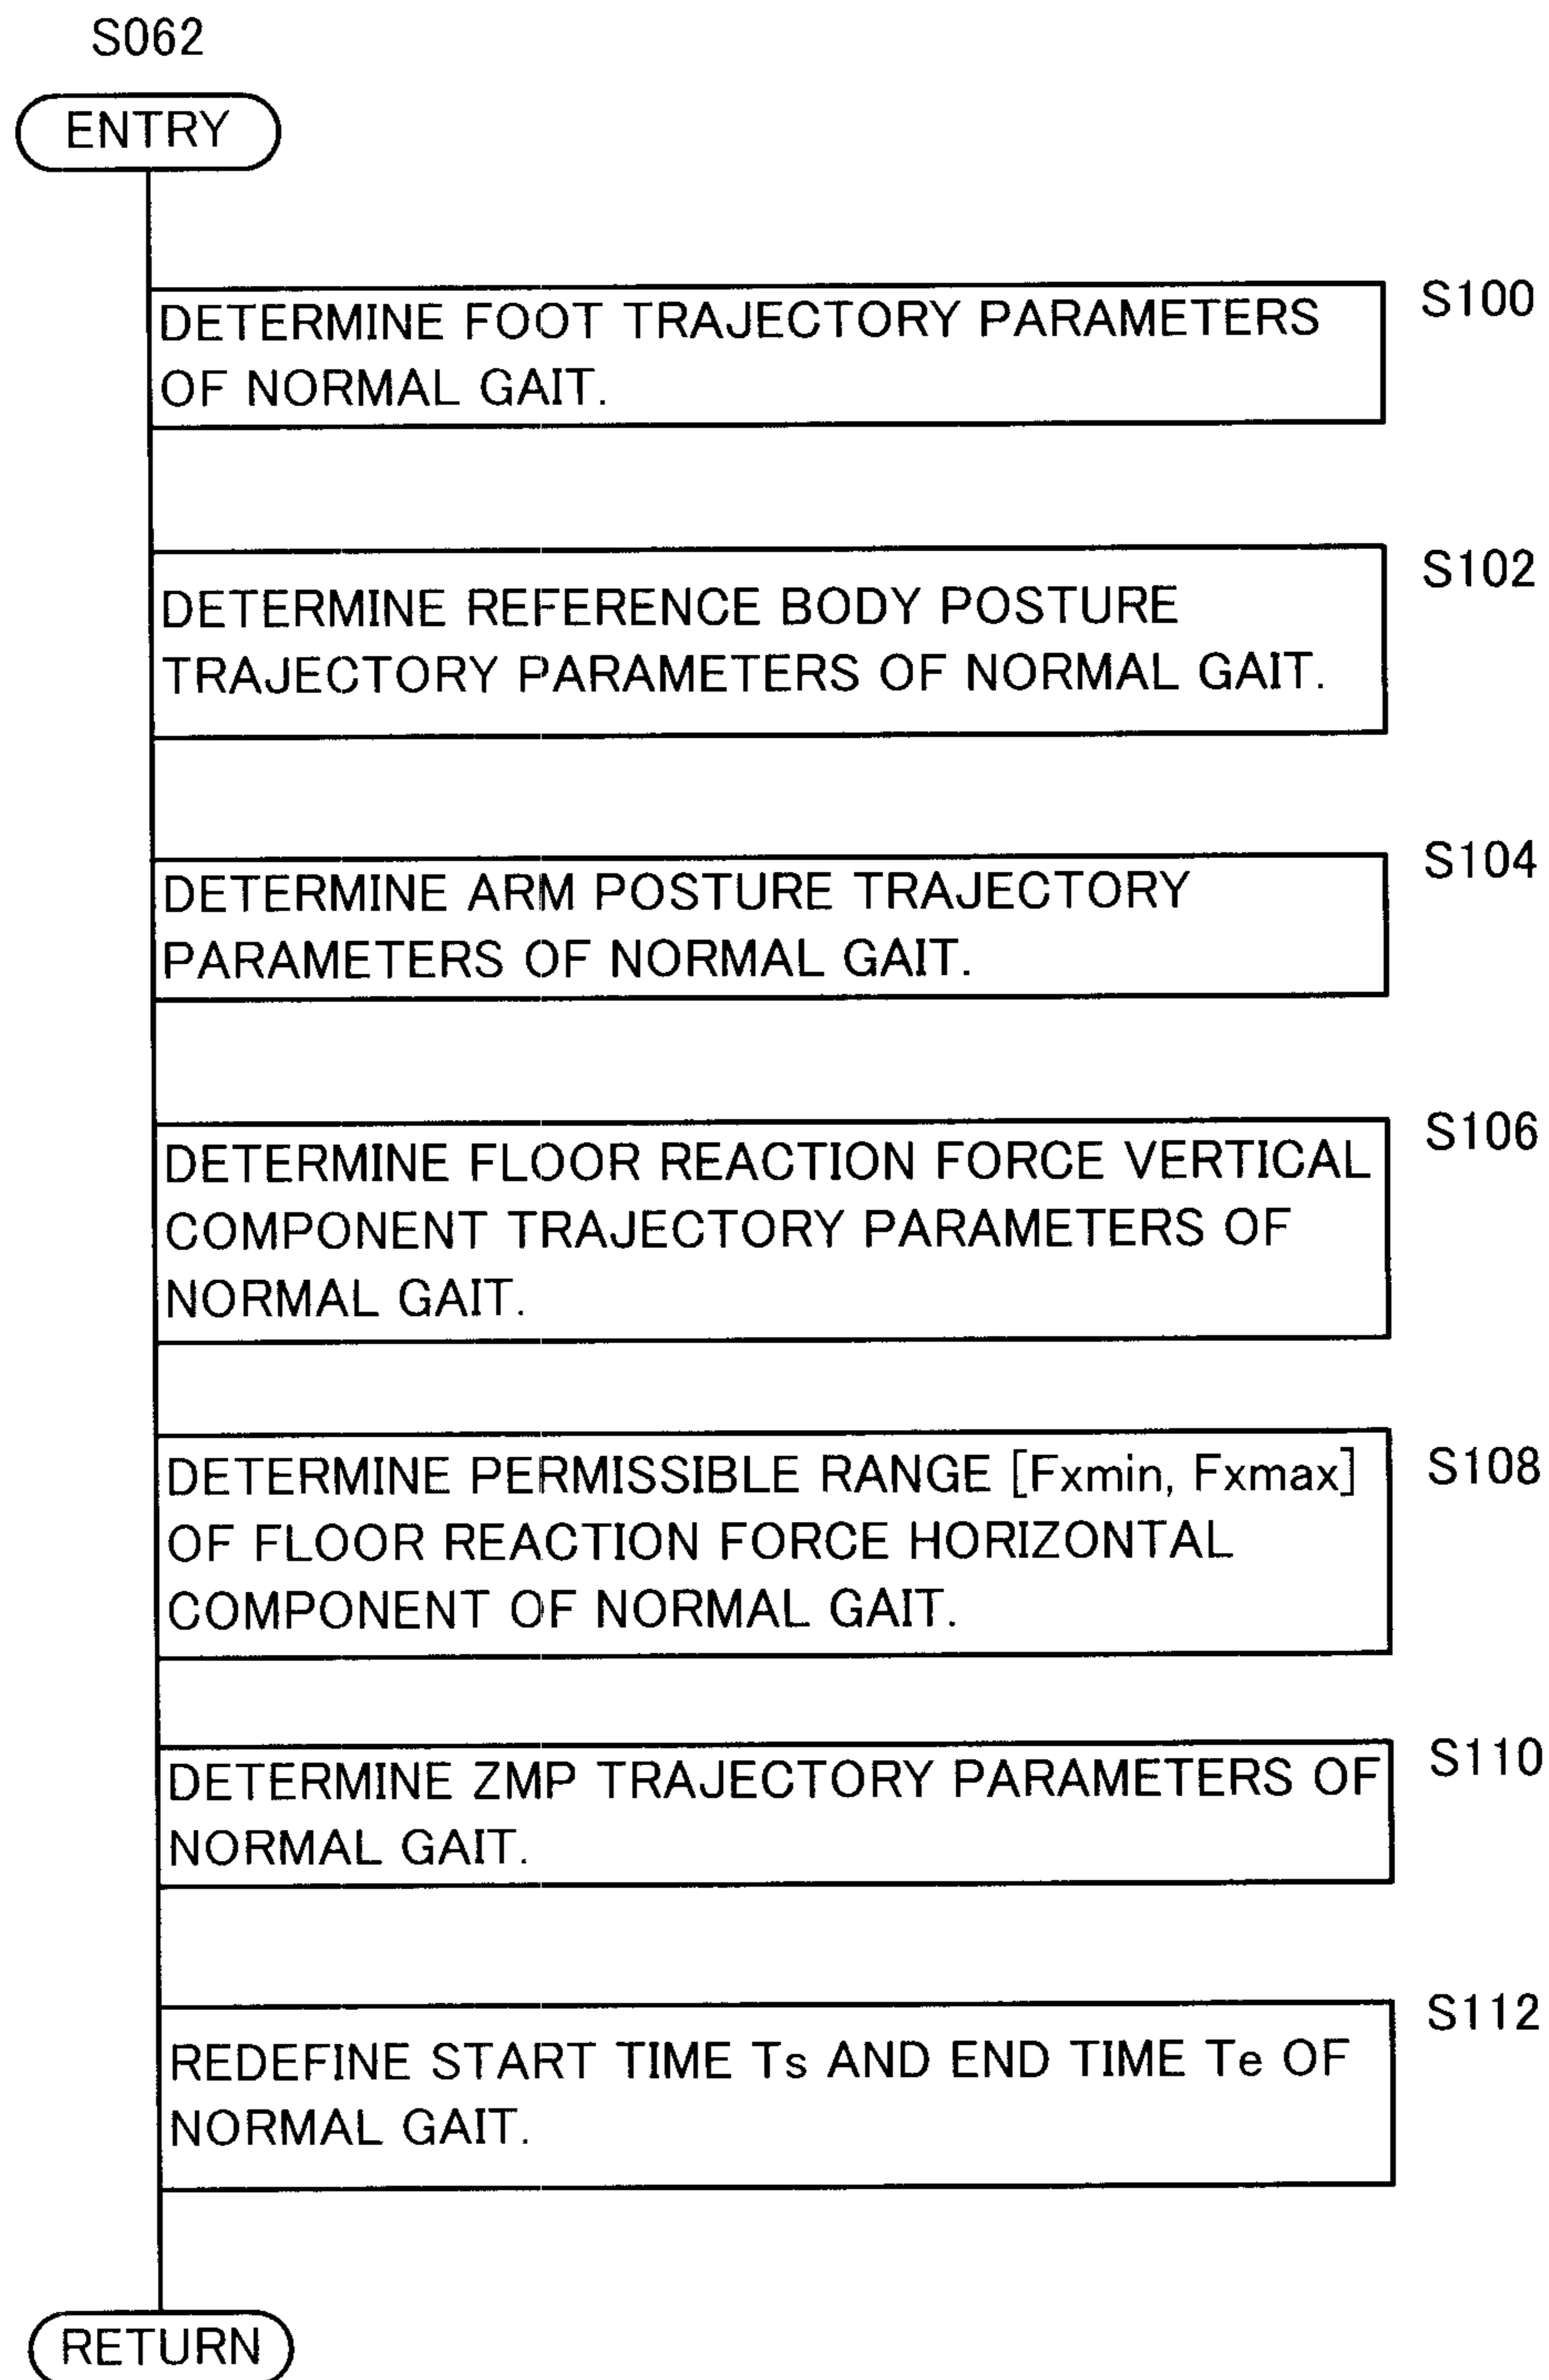 S062
ENTRY
DETERMINE FOOT TRAJECTORY PARAMETERS
OF NORMAL GAIT.
S100
DETERMINE REFERENCE BODY POSTURE
TRAJECTORY PARAMETERS OF NORMAL GAIT.
S102
DETERMINE ARM POSTURE TRAJECTORY
PARAMETERS OF NORMAL GAIT.
S104
DETERMINE FLOOR REACTION FORCE VERTICAL
COMPONENT TRAJECTORY PARAMETERS OF
NORMAL GAIT.
S106
DETERMINE PERMISSIBLE RANGE [Fxmin, Fxmax]
OF FLOOR REACTION FORCE HORIZONTAL
COMPONENT OF NORMAL GAIT.
S108
DETERMINE ZMP TRAJECTORY PARAMETERS OF
NORMAL GAIT.
S110
REDEFINE START TIME Ts AND END TIME Te OF
NORMAL GAIT.
S112
RETURN